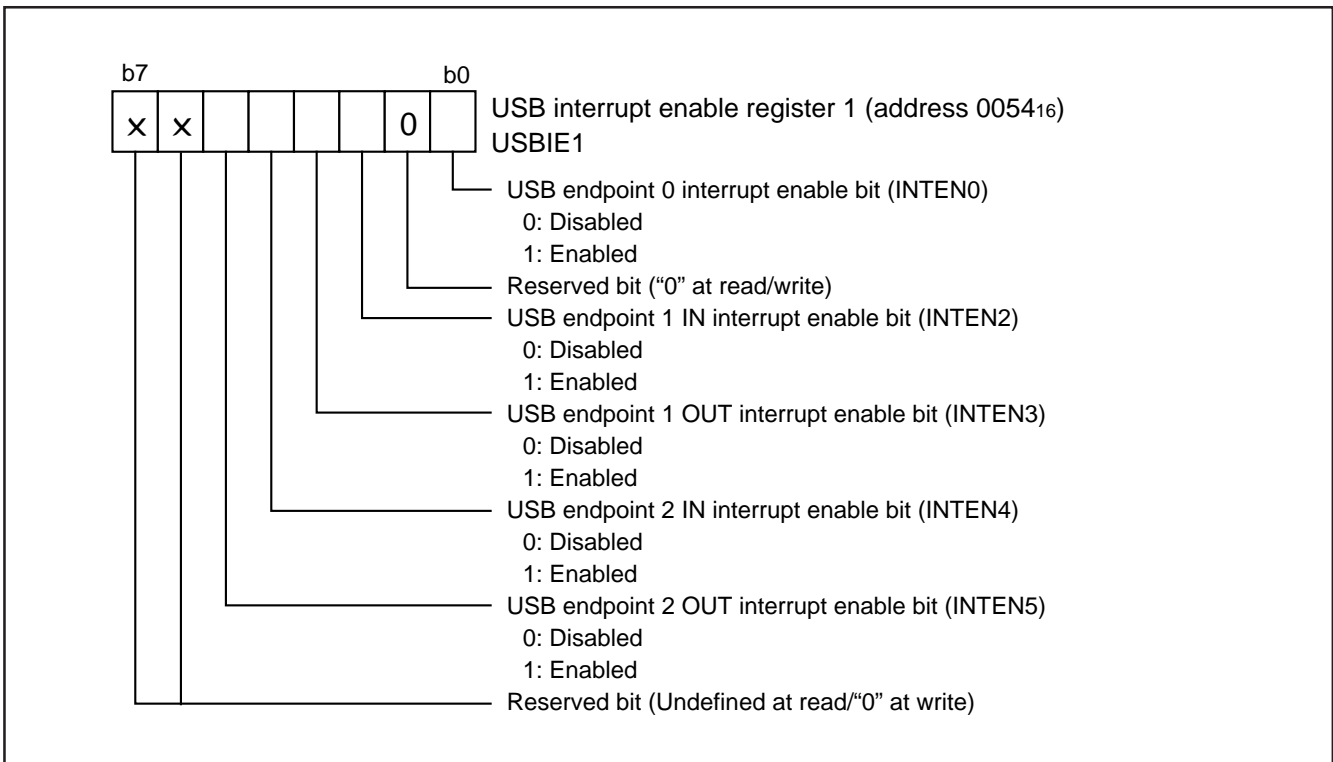 b7 b0
× × 0
USB interrupt enable register 1 (address 005416)
USBIE1
USB endpoint 0 interrupt enable bit (INTEN0)
0: Disabled
1: Enabled
Reserved bit (“0” at read/write)
USB endpoint 1 IN interrupt enable bit (INTEN2)
0: Disabled
1: Enabled
USB endpoint 1 OUT interrupt enable bit (INTEN3)
0: Disabled
1: Enabled
USB endpoint 2 IN interrupt enable bit (INTEN4)
0: Disabled
1: Enabled
USB endpoint 2 OUT interrupt enable bit (INTEN5)
0: Disabled
1: Enabled
Reserved bit (Undefined at read/“0” at write)